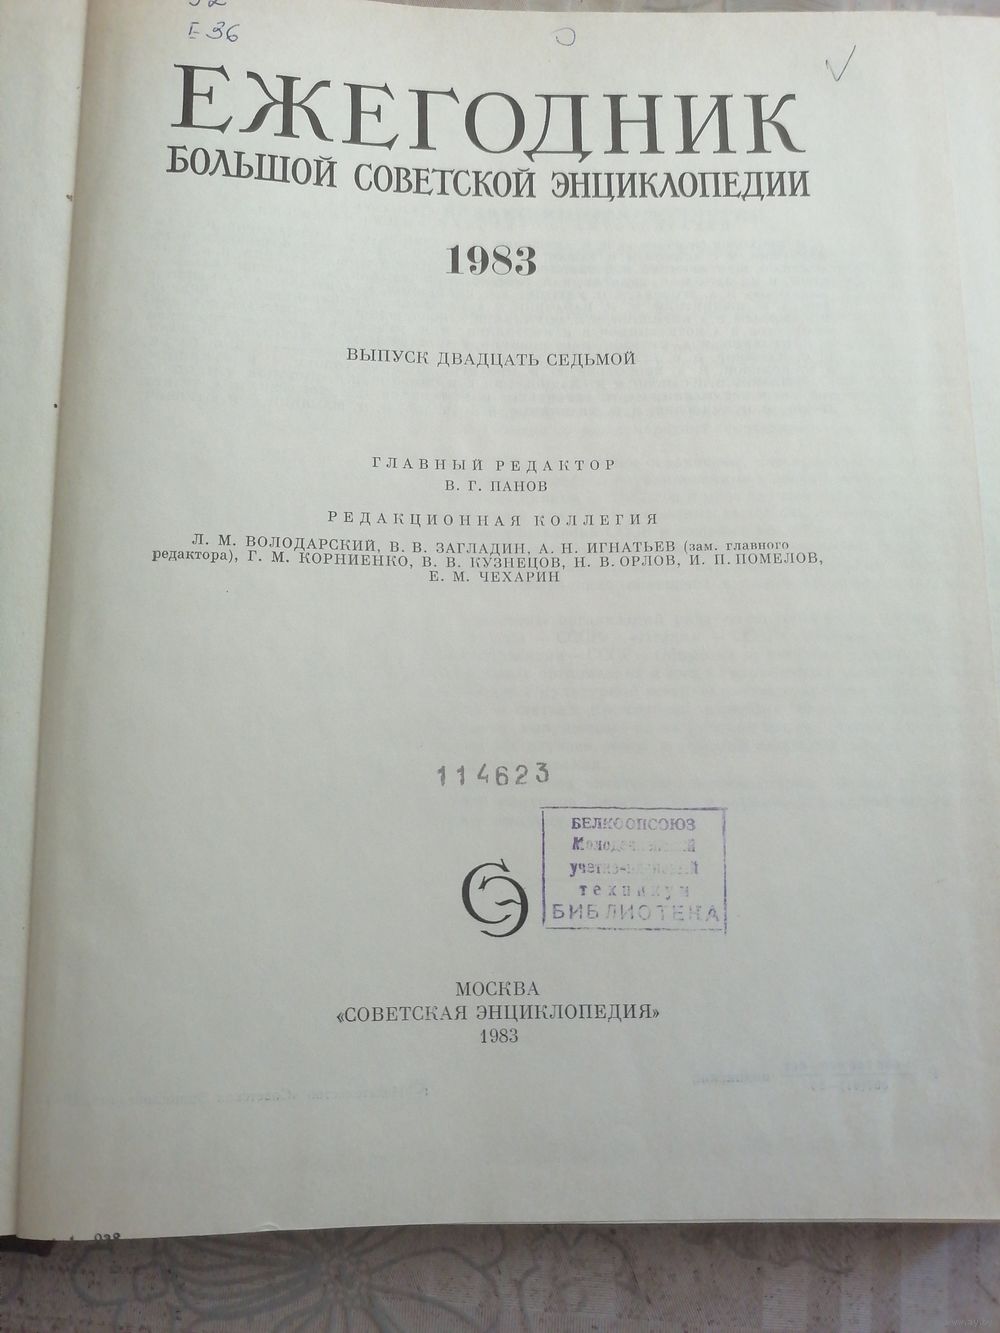 Е 36
ЕЖЕГОДНИК
БОЛЬШОЙ СОВЕТСКОЙ ЭНЦИКЛОПЕДИИ
1983
ВЫПУСК ДВАДЦАТЬ СЕДЬМОЙ
ГЛАВНЫЙ РЕДАКТОР
В. Г. ПАНОВ
РЕДАКЦИОННАЯ КОЛЛЕГИЯ
Л. М. ВОЛОДАРСКИЙ, В. В. ЗАГЛАДИН, А. Н. ИГНАТЬЕВ (зам. главного
редактора), Г. М. КОРНИЕНКО, В. В. КУЗНЕЦОВ, Н. В. ОРЛОВ, И. П. ПОМЕЛОВ,
Е. М. ЧЕХАРИН
114623
БЕЛКООПСОЮЗ
техникум
БИБЛИОТЕКА
СЭ
МОСКВА
«СОВЕТСКАЯ ЭНЦИКЛОПЕДИЯ»
1983